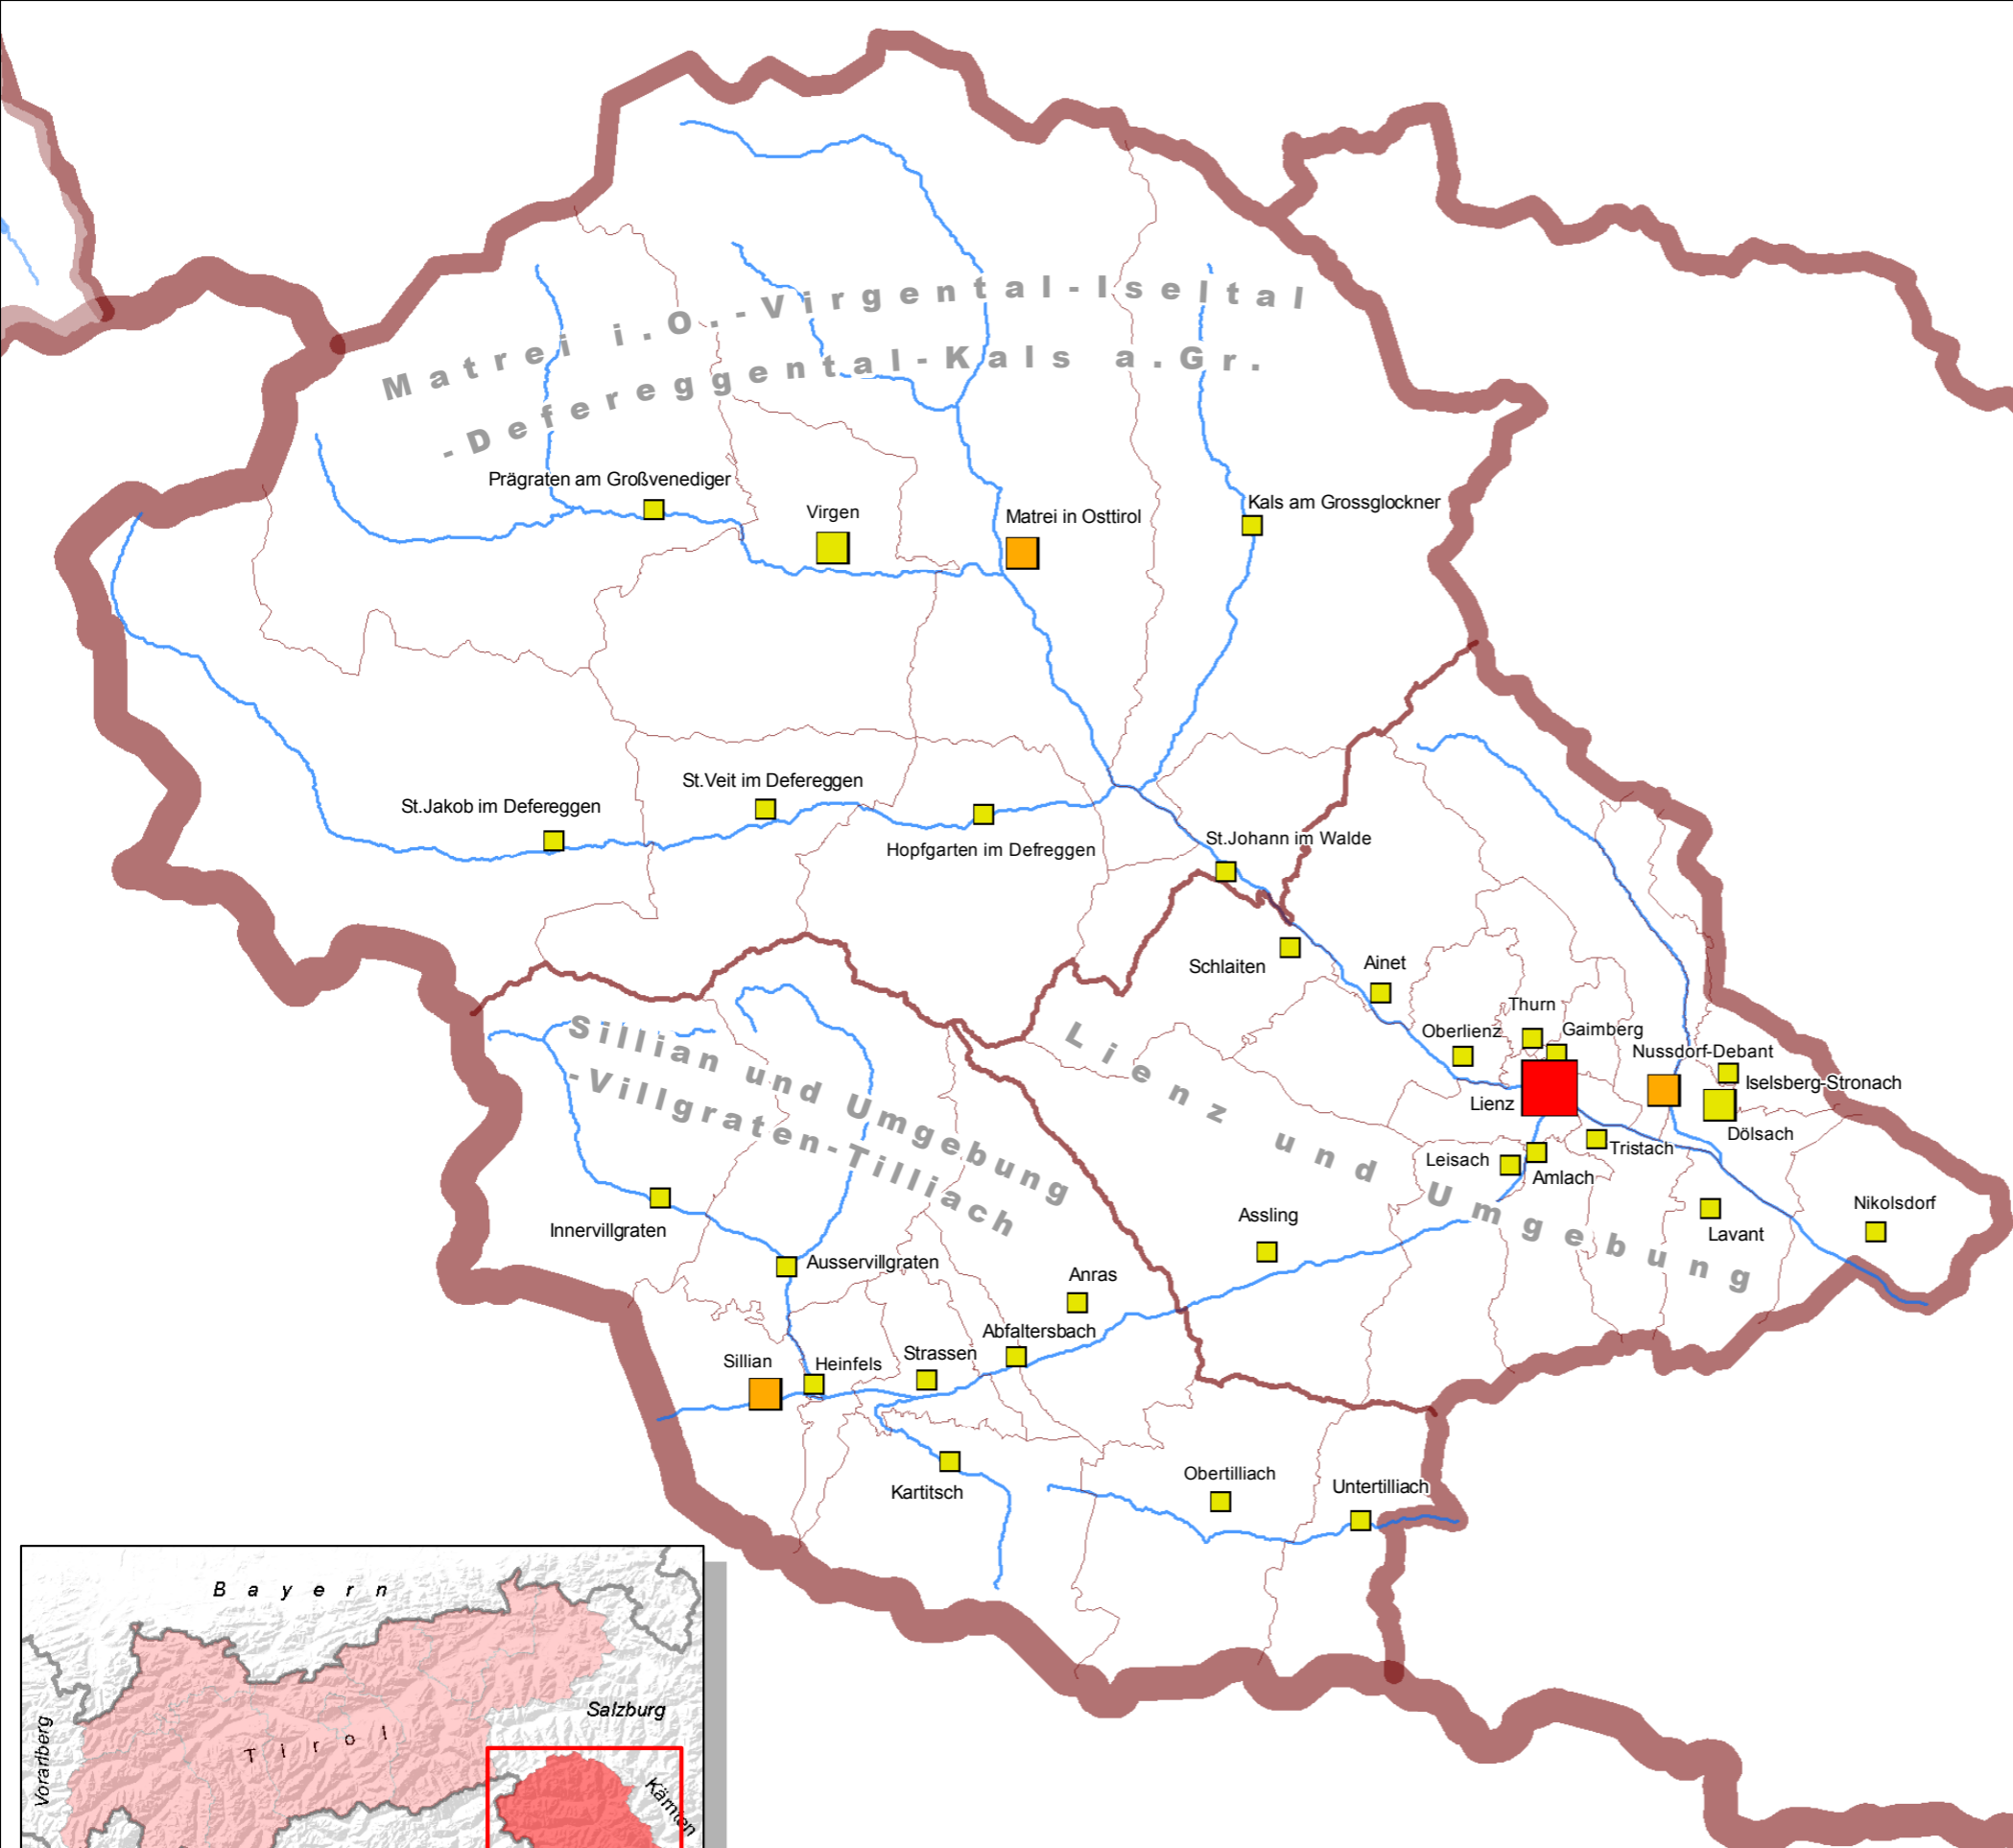 Matrei i.O.-Virgental-Iseltal
-Defereggental-Kals a.Gr.
Prägraten am Großvenediger
Virgen
Matrei in Osttirol
Kals am Grossglockner
St.Jakob im Defereggen
St.Veit im Defereggen
Hopfgarten im Defreggen
St.Johann im Walde
Schlaiten
Ainet
Thurn
Oberlienz
Gaimberg
Nussdorf-Debant
Iselsberg-Stronach
Lienz
Dölsach
Tristach
Leisach
Amlach
Lienz und Umgebung
Nikolsdorf
Lavant
Assling
Sillian und Umgebung
-Villgraten-Tilliach
Innervillgraten
Ausservillgraten
Anras
Abfaltersbach
Strassen
Heinfels
Sillian
Kartitsch
Obertilliach
Untertilliach
Bayern
Salzburg
Vorarlberg
Tirol
Kärnten